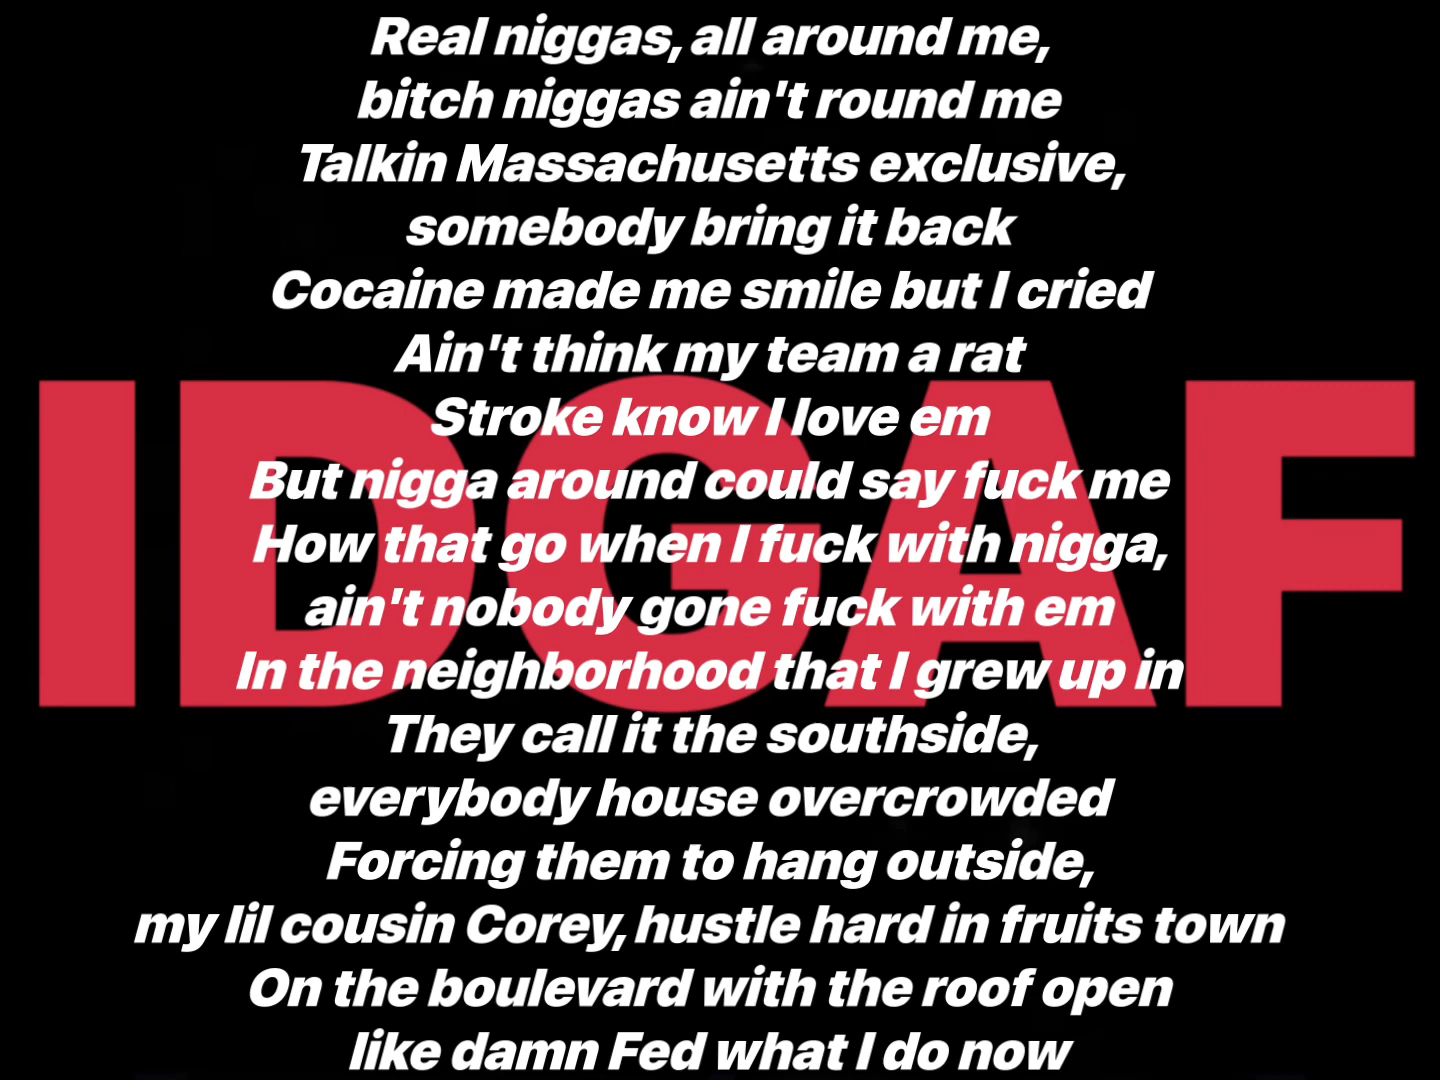 Real niggas, all around me,
bitch niggas ain't round me
Talkin Massachusetts exclusive,
somebody bring it back
Cocaine made me smile but I cried
Ain't think my team a rat
Stroke know I love em
But nigga around could say fuck me
How that go when I fuck with nigga,
ain't nobody gone fuck with em
In the neighborhood that I grew up in
They call it the southside,
everybody house overcrowded
Forcing them to hang outside,
my lil cousin Corey, hustle hard in fruits town
On the boulevard with the roof open
like damn Fed what I do now
IDGAF